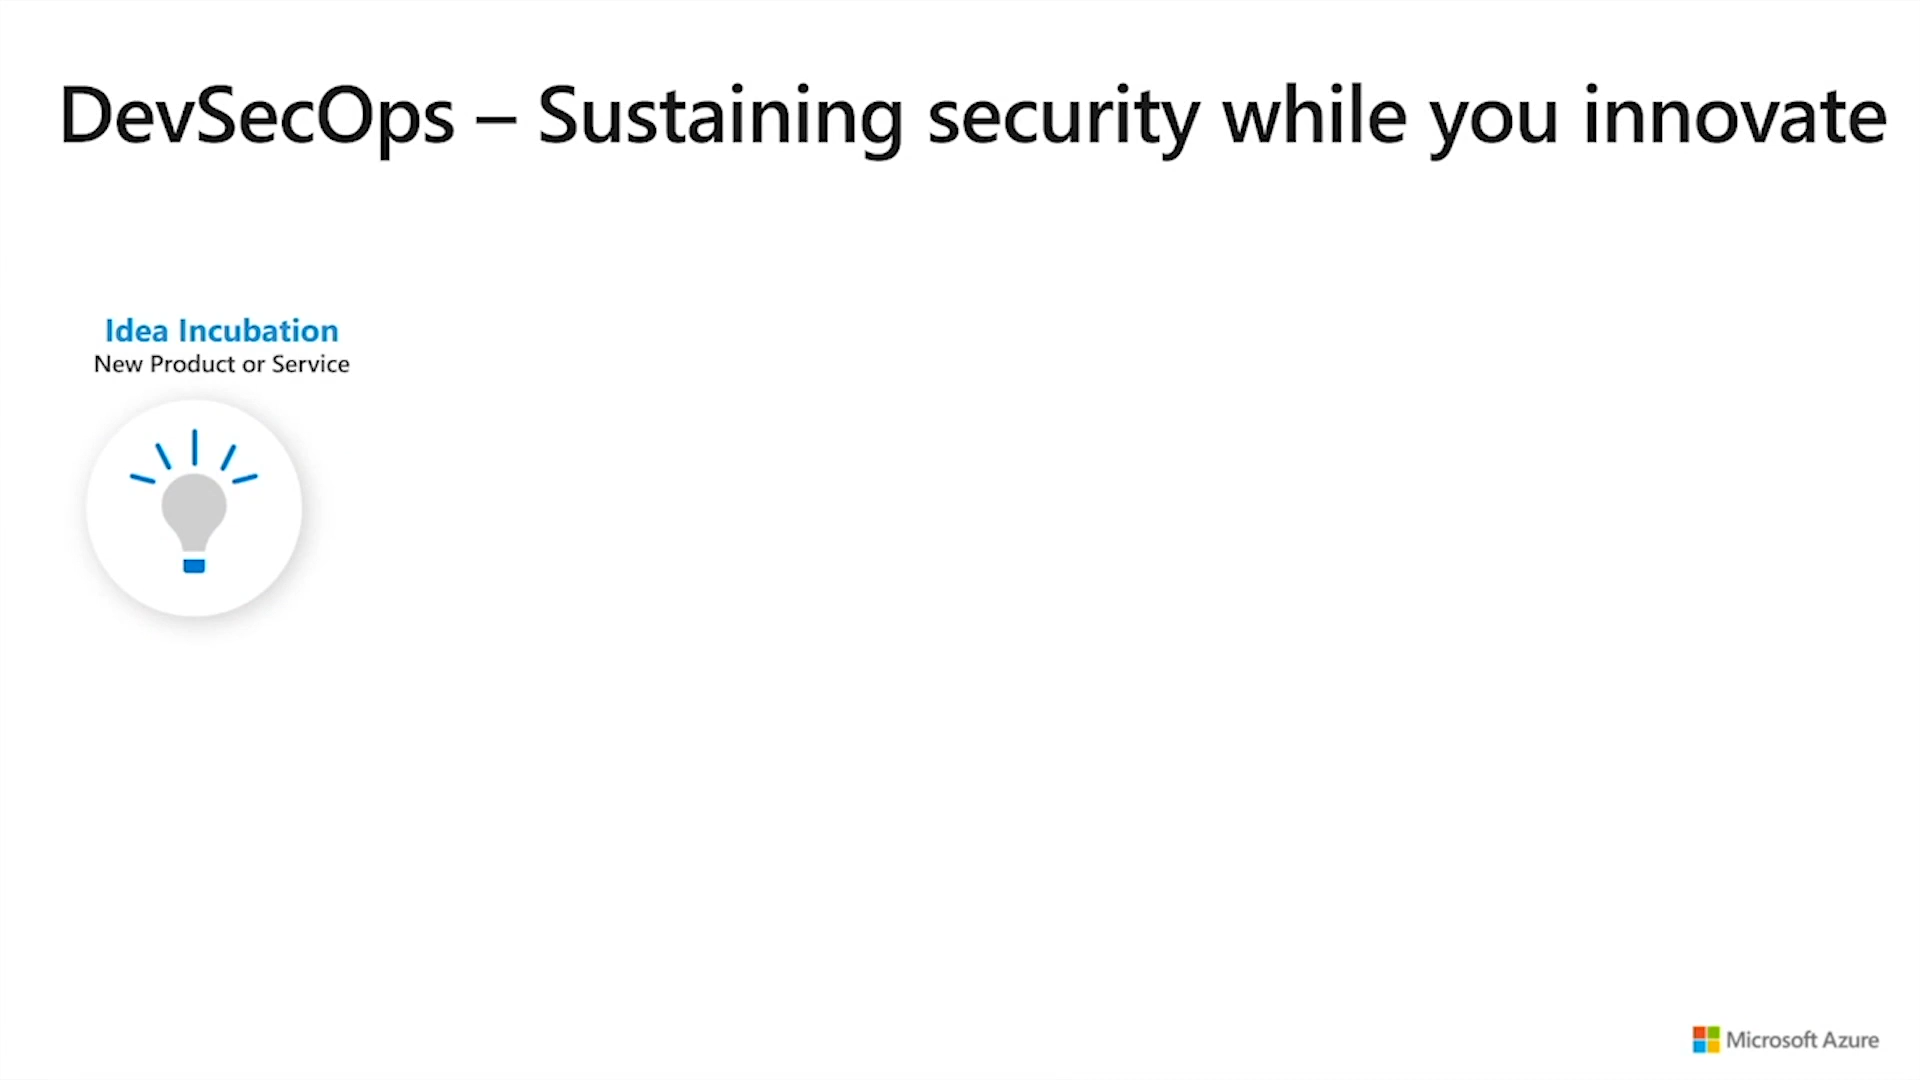 DevSecOps – Sustaining security while you innovate
Idea Incubation
New Product or Service
Microsoft Azure